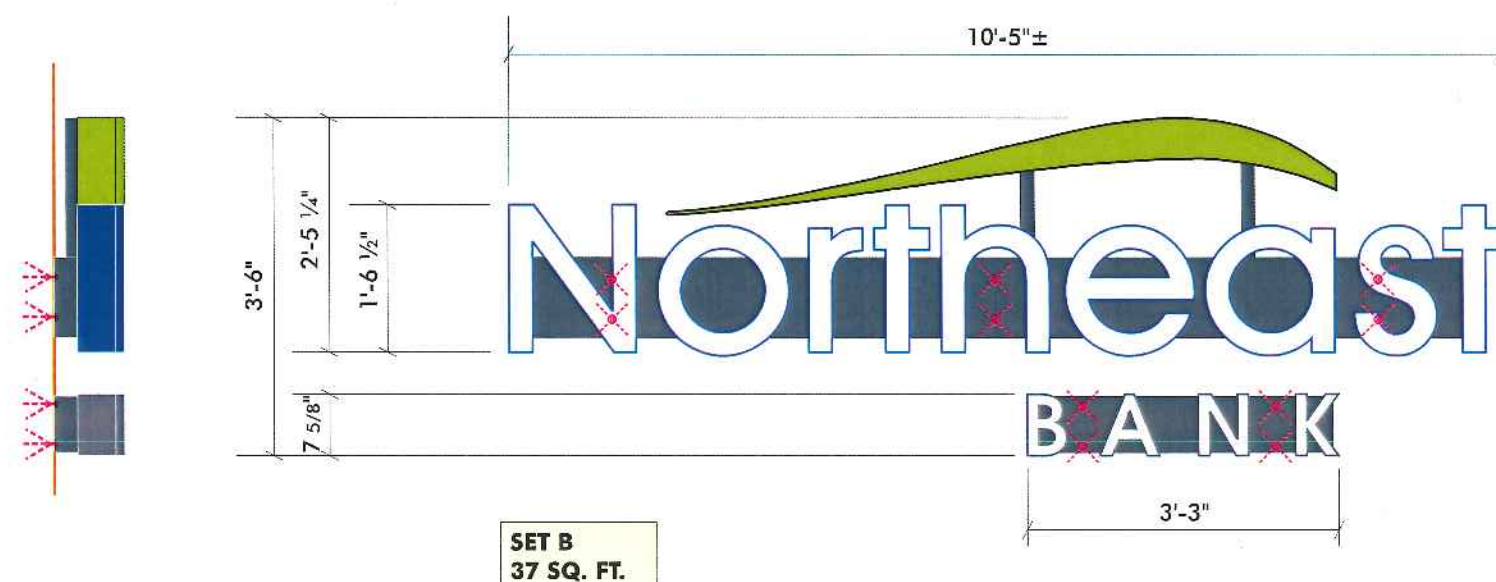 10'-5"±
3'-6"
2'-5 1/4"
1'-6 1/2"
Northeast
7 5/8"
BANK
3'-3"
SET B
37 SQ. FT.